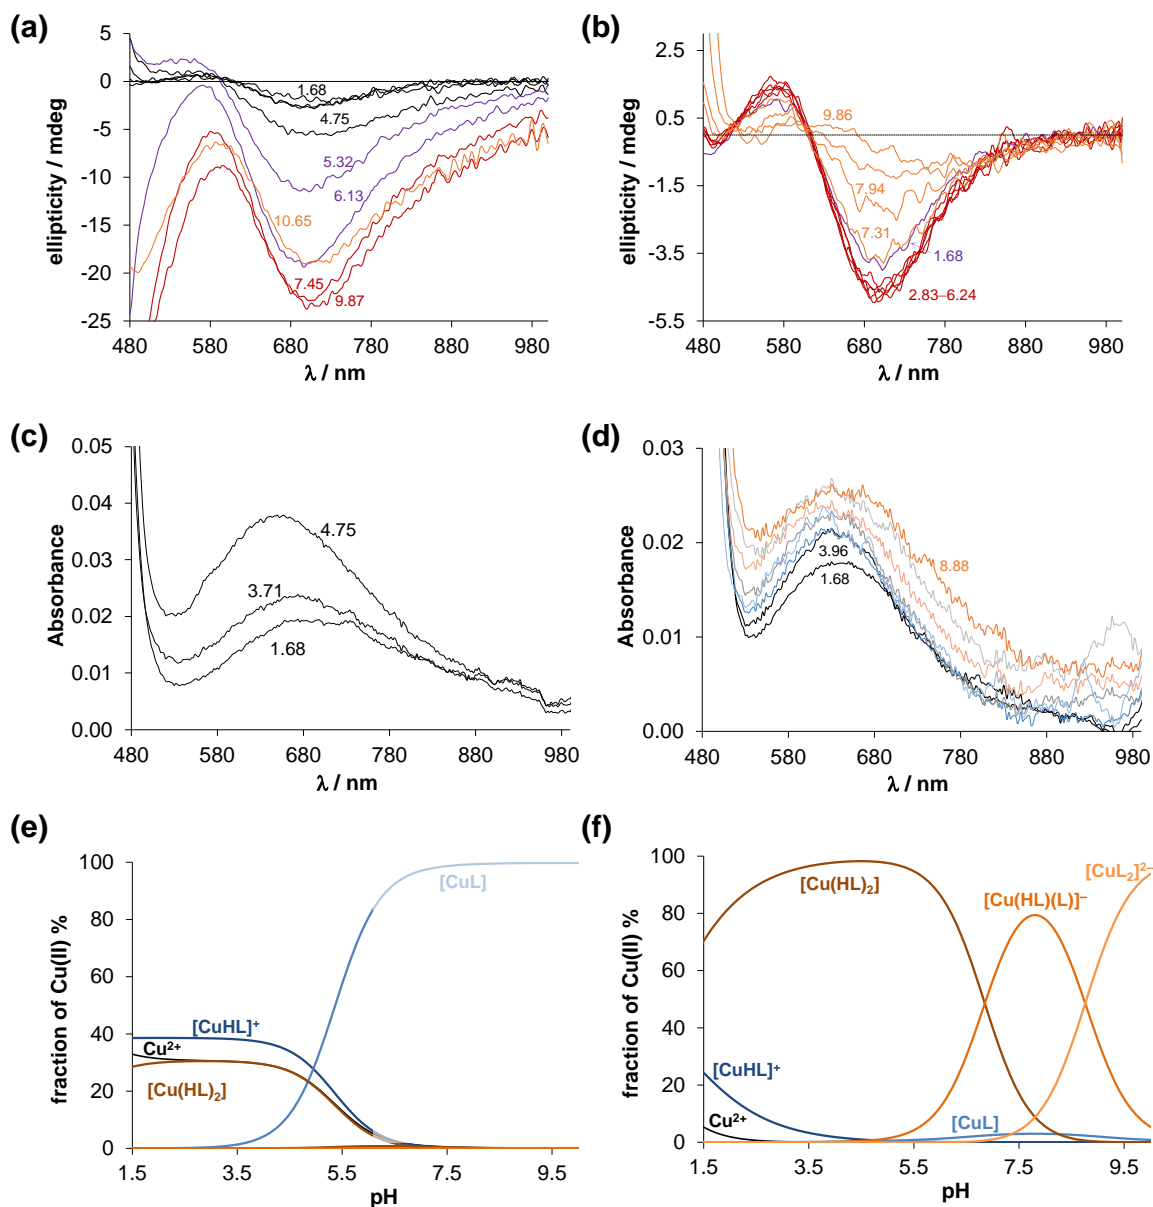 (a)
5
0
-5
-10
-15
-20
-25
ellipticity / mdeg
1.68
4.75
5.32
6.13
10.65
7.45
9.87
480 580 680 780 880 980
λ / nm
(b)
2.5
0.5
-1.5
-3.5
-5.5
ellipticity / mdeg
9.86
7.94
7.31
1.68
2.83–6.24
480 580 680 780 880 980
λ / nm
(c)
0.05
0.04
0.03
0.02
0.01
0.00
Absorbance
4.75
3.71
1.68
480 580 680 780 880 980
λ / nm
(d)
0.03
0.02
0.01
0.00
Absorbance
3.96
1.68
8.88
480 580 680 780 880 980
λ / nm
(e)
100
80
60
40
20
0
fraction of Cu(II) %
[CuL]
[CuHL]⁺
Cu²⁺
[Cu(HL)₂]
1.5 3.5 5.5 7.5 9.5
pH
(f)
100
80
60
40
20
0
fraction of Cu(II) %
[CuL₂]²⁻
[Cu(HL)₂]
[Cu(HL)(L)]⁻
[CuHL]⁺
Cu²⁺
[CuL]
1.5 3.5 5.5 7.5 9.5
pH